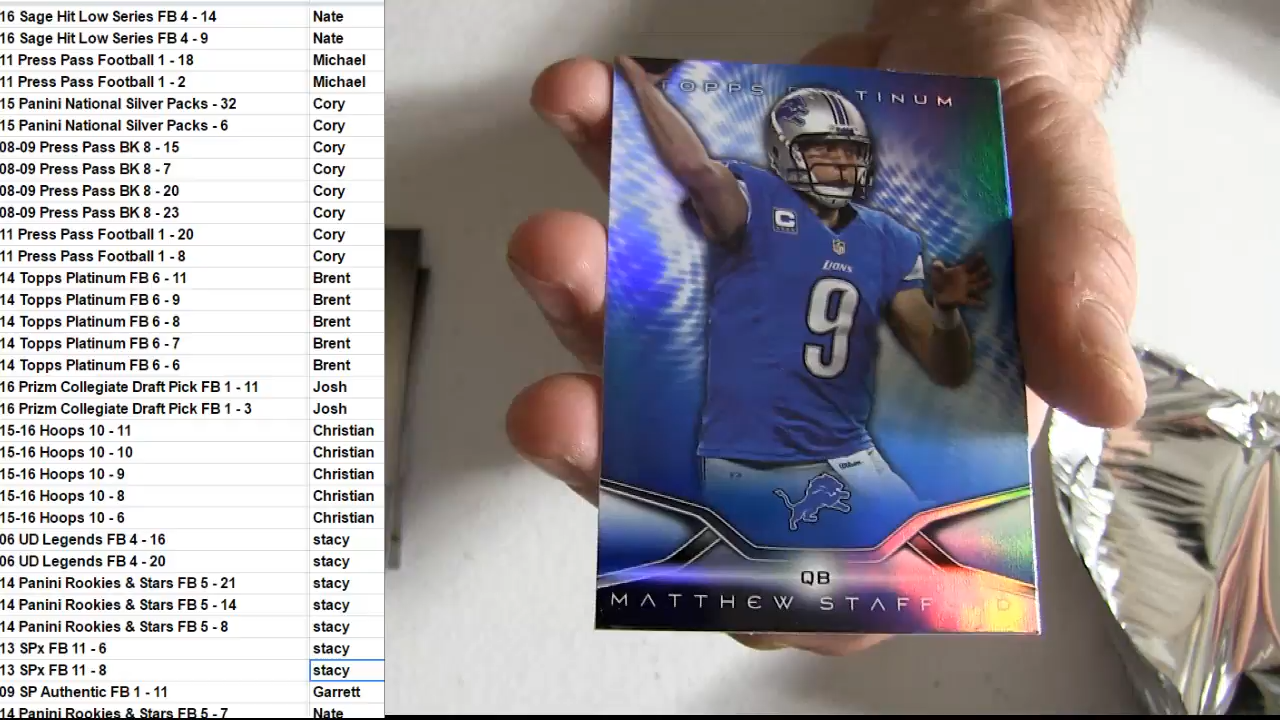 16 Sage Hit Low Series FB 4 - 14 Nate
16 Sage Hit Low Series FB 4 - 9 Nate
11 Press Pass Football 1 - 18 Michael
11 Press Pass Football 1 - 2 Michael
15 Panini National Silver Packs - 32 Cory
15 Panini National Silver Packs - 6 Cory
08-09 Press Pass BK 8 - 15 Cory
08-09 Press Pass BK 8 - 7 Cory
08-09 Press Pass BK 8 - 20 Cory
08-09 Press Pass BK 8 - 23 Cory
11 Press Pass Football 1 - 20 Cory
11 Press Pass Football 1 - 8 Cory
14 Topps Platinum FB 6 - 11 Brent
14 Topps Platinum FB 6 - 9 Brent
14 Topps Platinum FB 6 - 8 Brent
14 Topps Platinum FB 6 - 7 Brent
14 Topps Platinum FB 6 - 6 Brent
16 Prizm Collegiate Draft Pick FB 1 - 11 Josh
16 Prizm Collegiate Draft Pick FB 1 - 3 Josh
15-16 Hoops 10 - 11 Christian
15-16 Hoops 10 - 10 Christian
15-16 Hoops 10 - 9 Christian
15-16 Hoops 10 - 8 Christian
15-16 Hoops 10 - 6 Christian
06 UD Legends FB 4 - 16 stacy
06 UD Legends FB 4 - 20 stacy
14 Panini Rookies & Stars FB 5 - 21 stacy
14 Panini Rookies & Stars FB 5 - 14 stacy
14 Panini Rookies & Stars FB 5 - 8 stacy
13 SPx FB 11 - 6 stacy
13 SPx FB 11 - 8 stacy
09 SP Authentic FB 1 - 11 Garrett
14 Panini Rookies & Stars FB 5 - 7 Nate
TOPPS PLATINUM
C
LIONS
9
QB
MATTHEW STAFF D